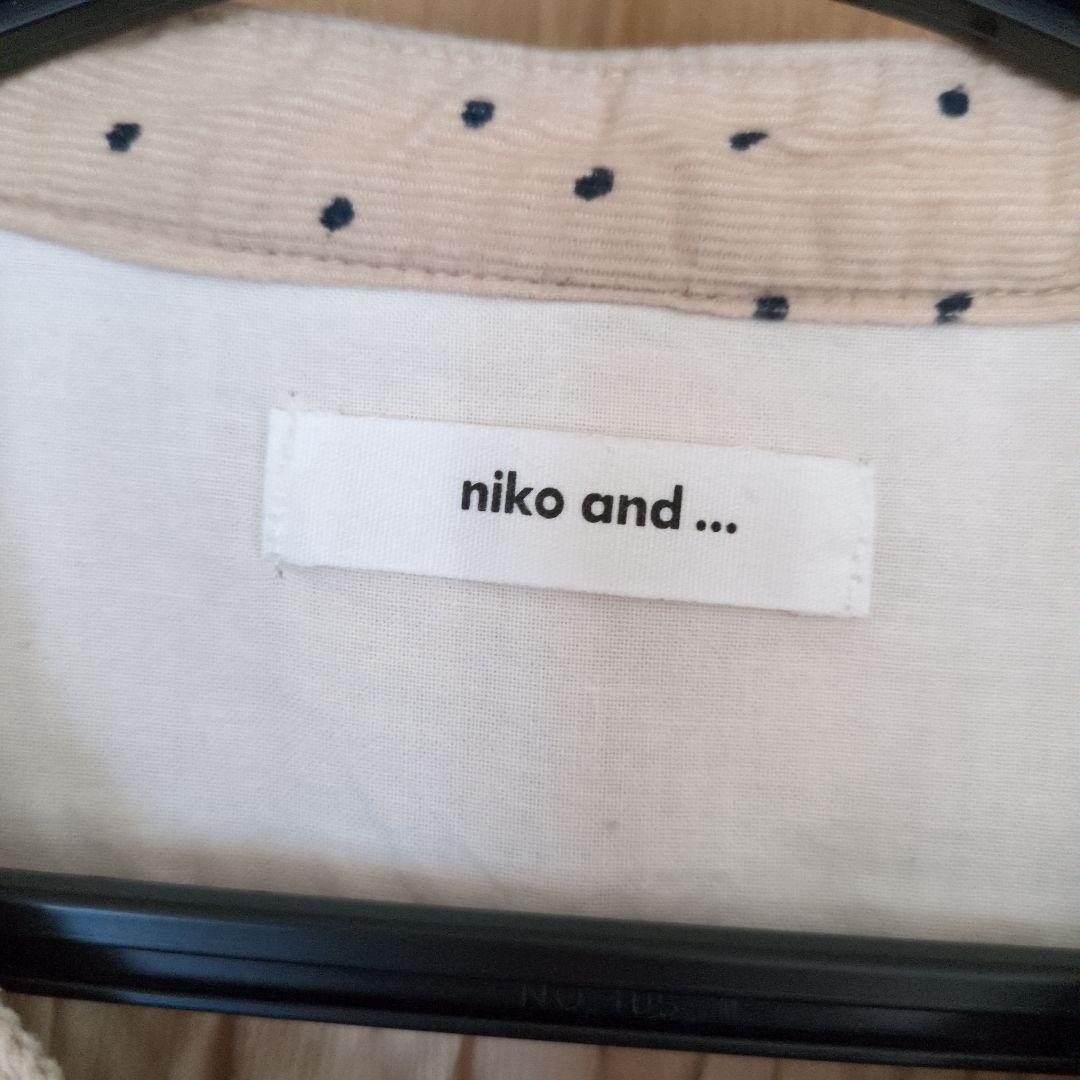 niko and ...